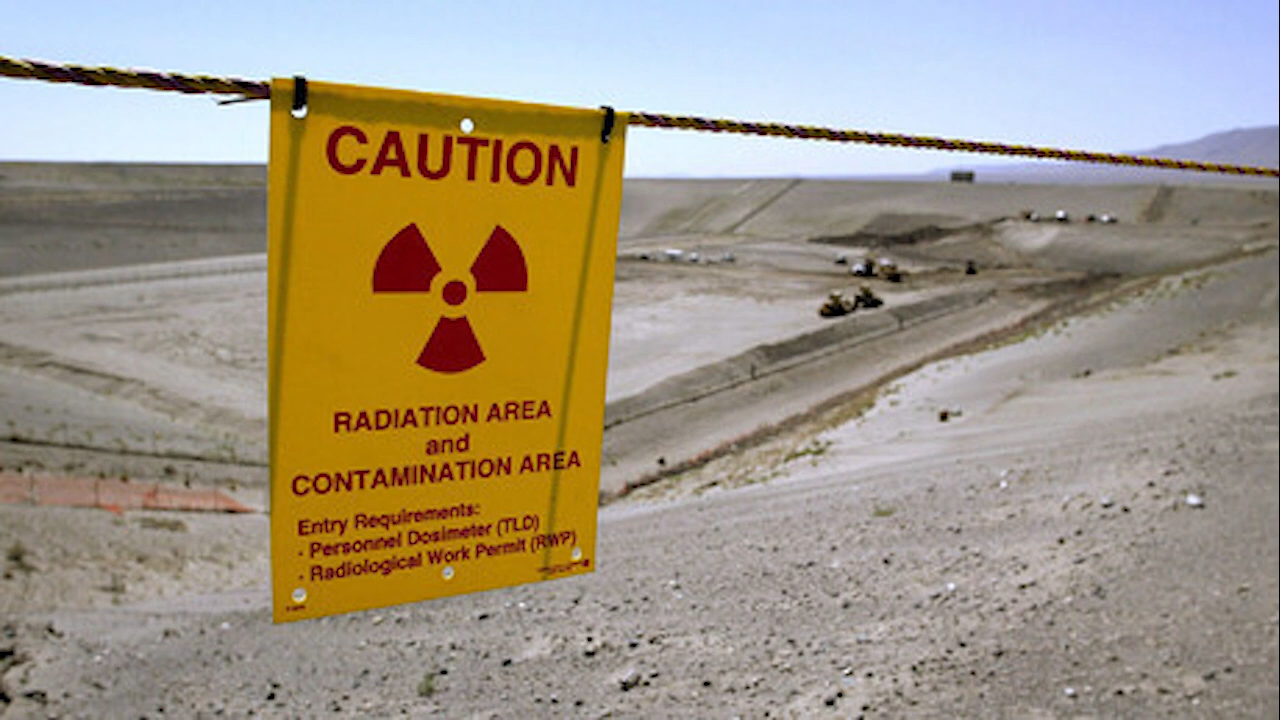 CAUTION
RADIATION AREA
and
CONTAMINATION AREA
Entry Requirements:
- Personnel Dosimeter (TLD)
- Radiological Work Permit (RWP)